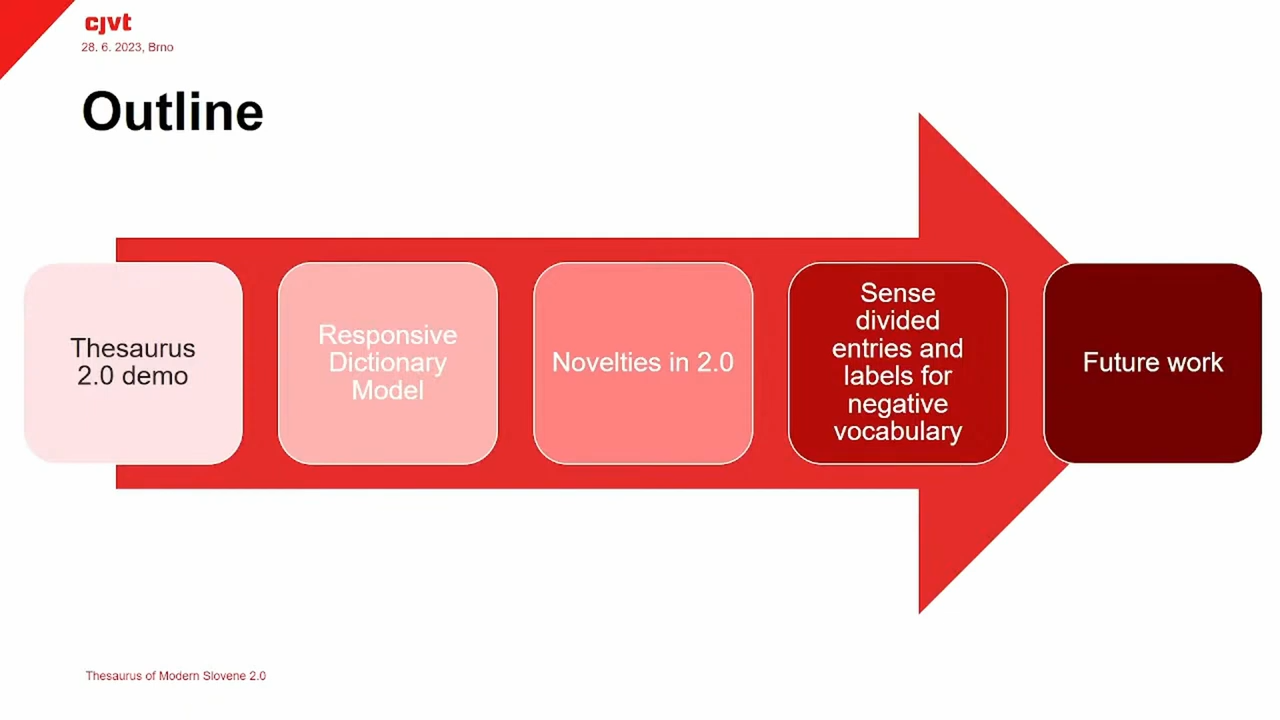 cjvt
28. 6. 2023, Brno
Outline
Thesaurus
2.0 demo
Responsive
Dictionary
Model
Novelties in 2.0
Sense
divided
entries and
labels for
negative
vocabulary
Future work
Thesaurus of Modern Slovene 2.0